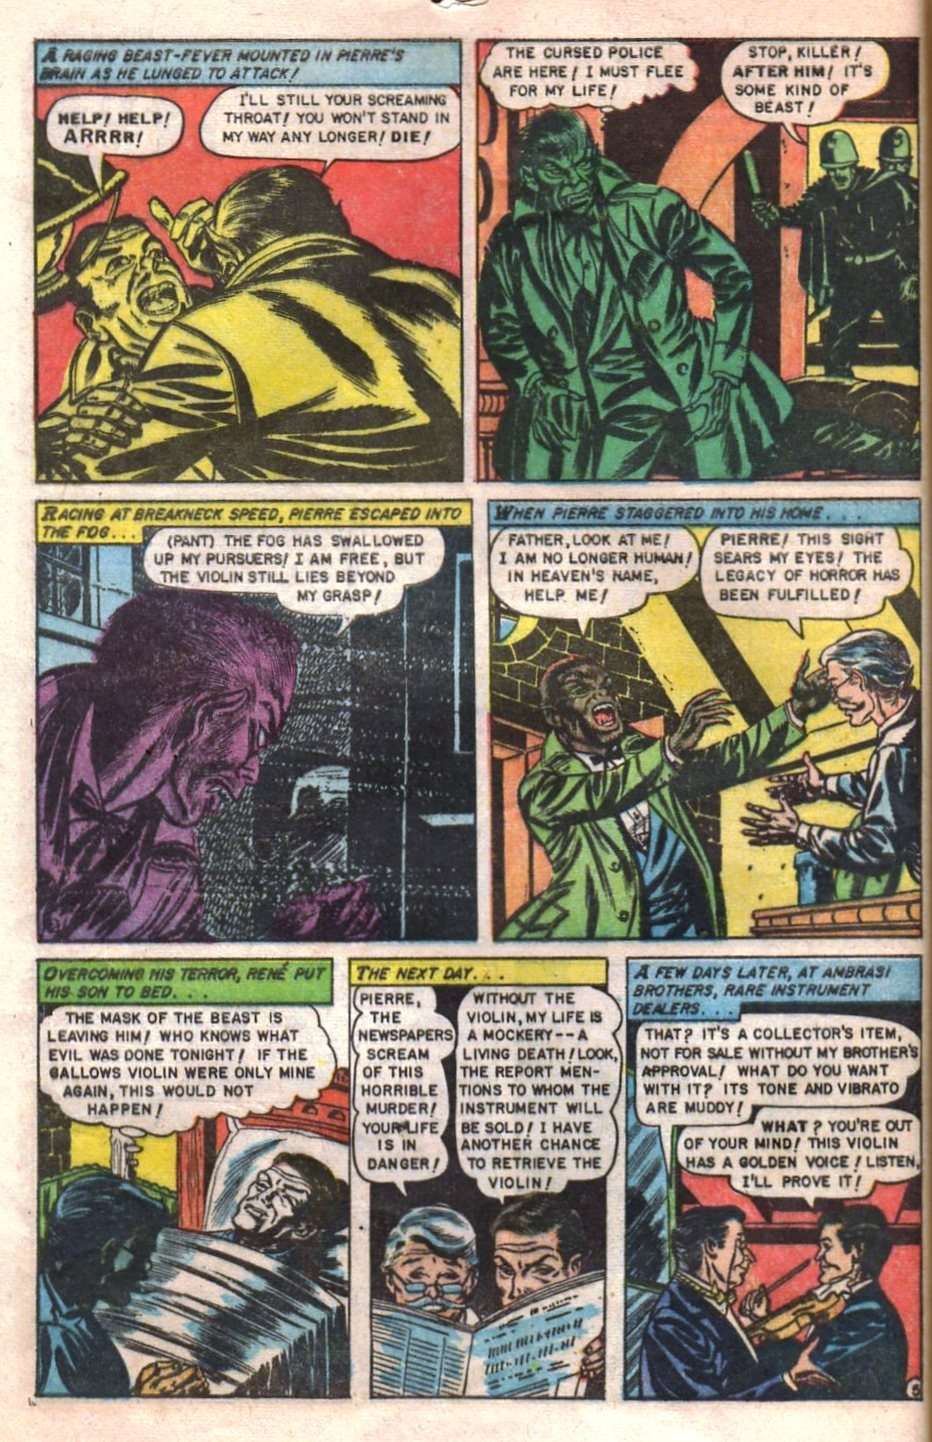 A RAGING BEAST-FEVER MOUNTED IN PIERRE'S
BRAIN AS HE LUNGED TO ATTACK!
HELP! HELP!
ARRRR!
I'LL STILL YOUR SCREAMING
THROAT! YOU WON'T STAND IN
MY WAY ANY LONGER! DIE!
THE CURSED POLICE
ARE HERE! I MUST FLEE
FOR MY LIFE!
STOP, KILLER!
AFTER HIM! IT'S
SOME KIND OF
BEAST!
RACING AT BREAKNECK SPEED, PIERRE ESCAPED INTO
THE FOG...
(PANT) THE FOG HAS SWALLOWED
UP MY PURSUERS! I AM FREE, BUT
THE VIOLIN STILL LIES BEYOND
MY GRASP!
WHEN PIERRE STAGGERED INTO HIS HOME....
FATHER, LOOK AT ME!
I AM NO LONGER HUMAN!
IN HEAVEN'S NAME,
HELP ME!
PIERRE! THIS SIGHT
SEARS MY EYES! THE
LEGACY OF HORROR HAS
BEEN FULFILLED!
OVERCOMING HIS TERROR, RENÉ PUT
HIS SON TO BED...
THE MASK OF THE BEAST IS
LEAVING HIM! WHO KNOWS WHAT
EVIL WAS DONE TONIGHT! IF THE
GALLOWS VIOLIN WERE ONLY MINE
AGAIN, THIS WOULD NOT
HAPPEN!
THE NEXT DAY...
PIERRE,
THE
NEWSPAPERS
SCREAM
OF THIS
HORRIBLE
MURDER!
YOUR LIFE
IS IN
DANGER!
WITHOUT THE
VIOLIN, MY LIFE IS
A MOCKERY--A
LIVING DEATH! LOOK,
THE REPORT MEN-
TIONS TO WHOM THE
INSTRUMENT WILL
BE SOLD! I HAVE
ANOTHER CHANCE
TO RETRIEVE THE
VIOLIN!
A FEW DAYS LATER, AT AMBRASI
BROTHERS, RARE INSTRUMENT
DEALERS...
THAT? IT'S A COLLECTOR'S ITEM,
NOT FOR SALE WITHOUT MY BROTHER'S
APPROVAL! WHAT DO YOU WANT
WITH IT? ITS TONE AND VIBRATO
ARE MUDDY!
WHAT? YOU'RE OUT
OF YOUR MIND! THIS VIOLIN
HAS A GOLDEN VOICE! LISTEN,
I'LL PROVE IT!